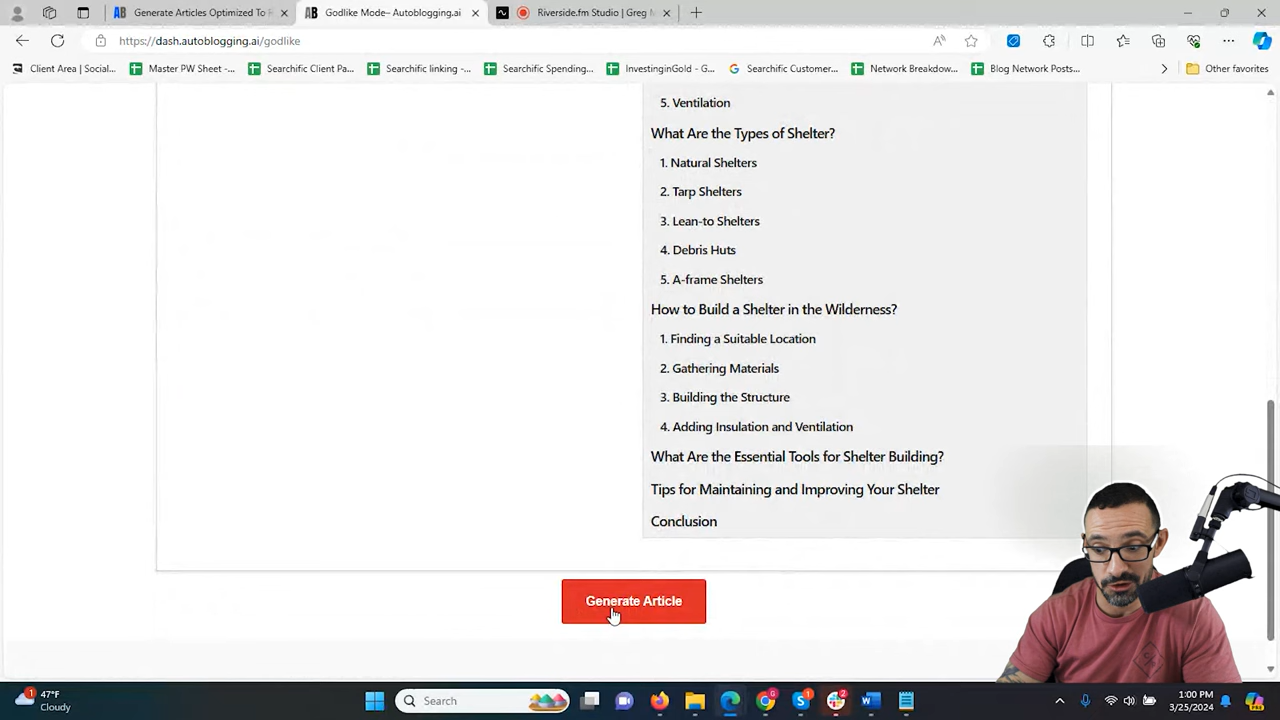 Generate Articles Optimized To R
Godlike Mode– Autoblogging.ai
Riverside.fm Studio | Greg M
https://dash.autoblogging.ai/godlike
Client Area | Social...
Master PW Sheet -...
Searchific Client Pa...
Searchific linking -...
Searchific Spending...
InvestinginGold - G...
Searchific Customer...
Network Breakdow...
Blog Network Posts...
Other favorites
5. Ventilation
What Are the Types of Shelter?
1. Natural Shelters
2. Tarp Shelters
3. Lean-to Shelters
4. Debris Huts
5. A-frame Shelters
How to Build a Shelter in the Wilderness?
1. Finding a Suitable Location
2. Gathering Materials
3. Building the Structure
4. Adding Insulation and Ventilation
What Are the Essential Tools for Shelter Building?
Tips for Maintaining and Improving Your Shelter
Conclusion
Generate Article
1
47°F
Cloudy
Search
1
2
1:00 PM
3/25/2024